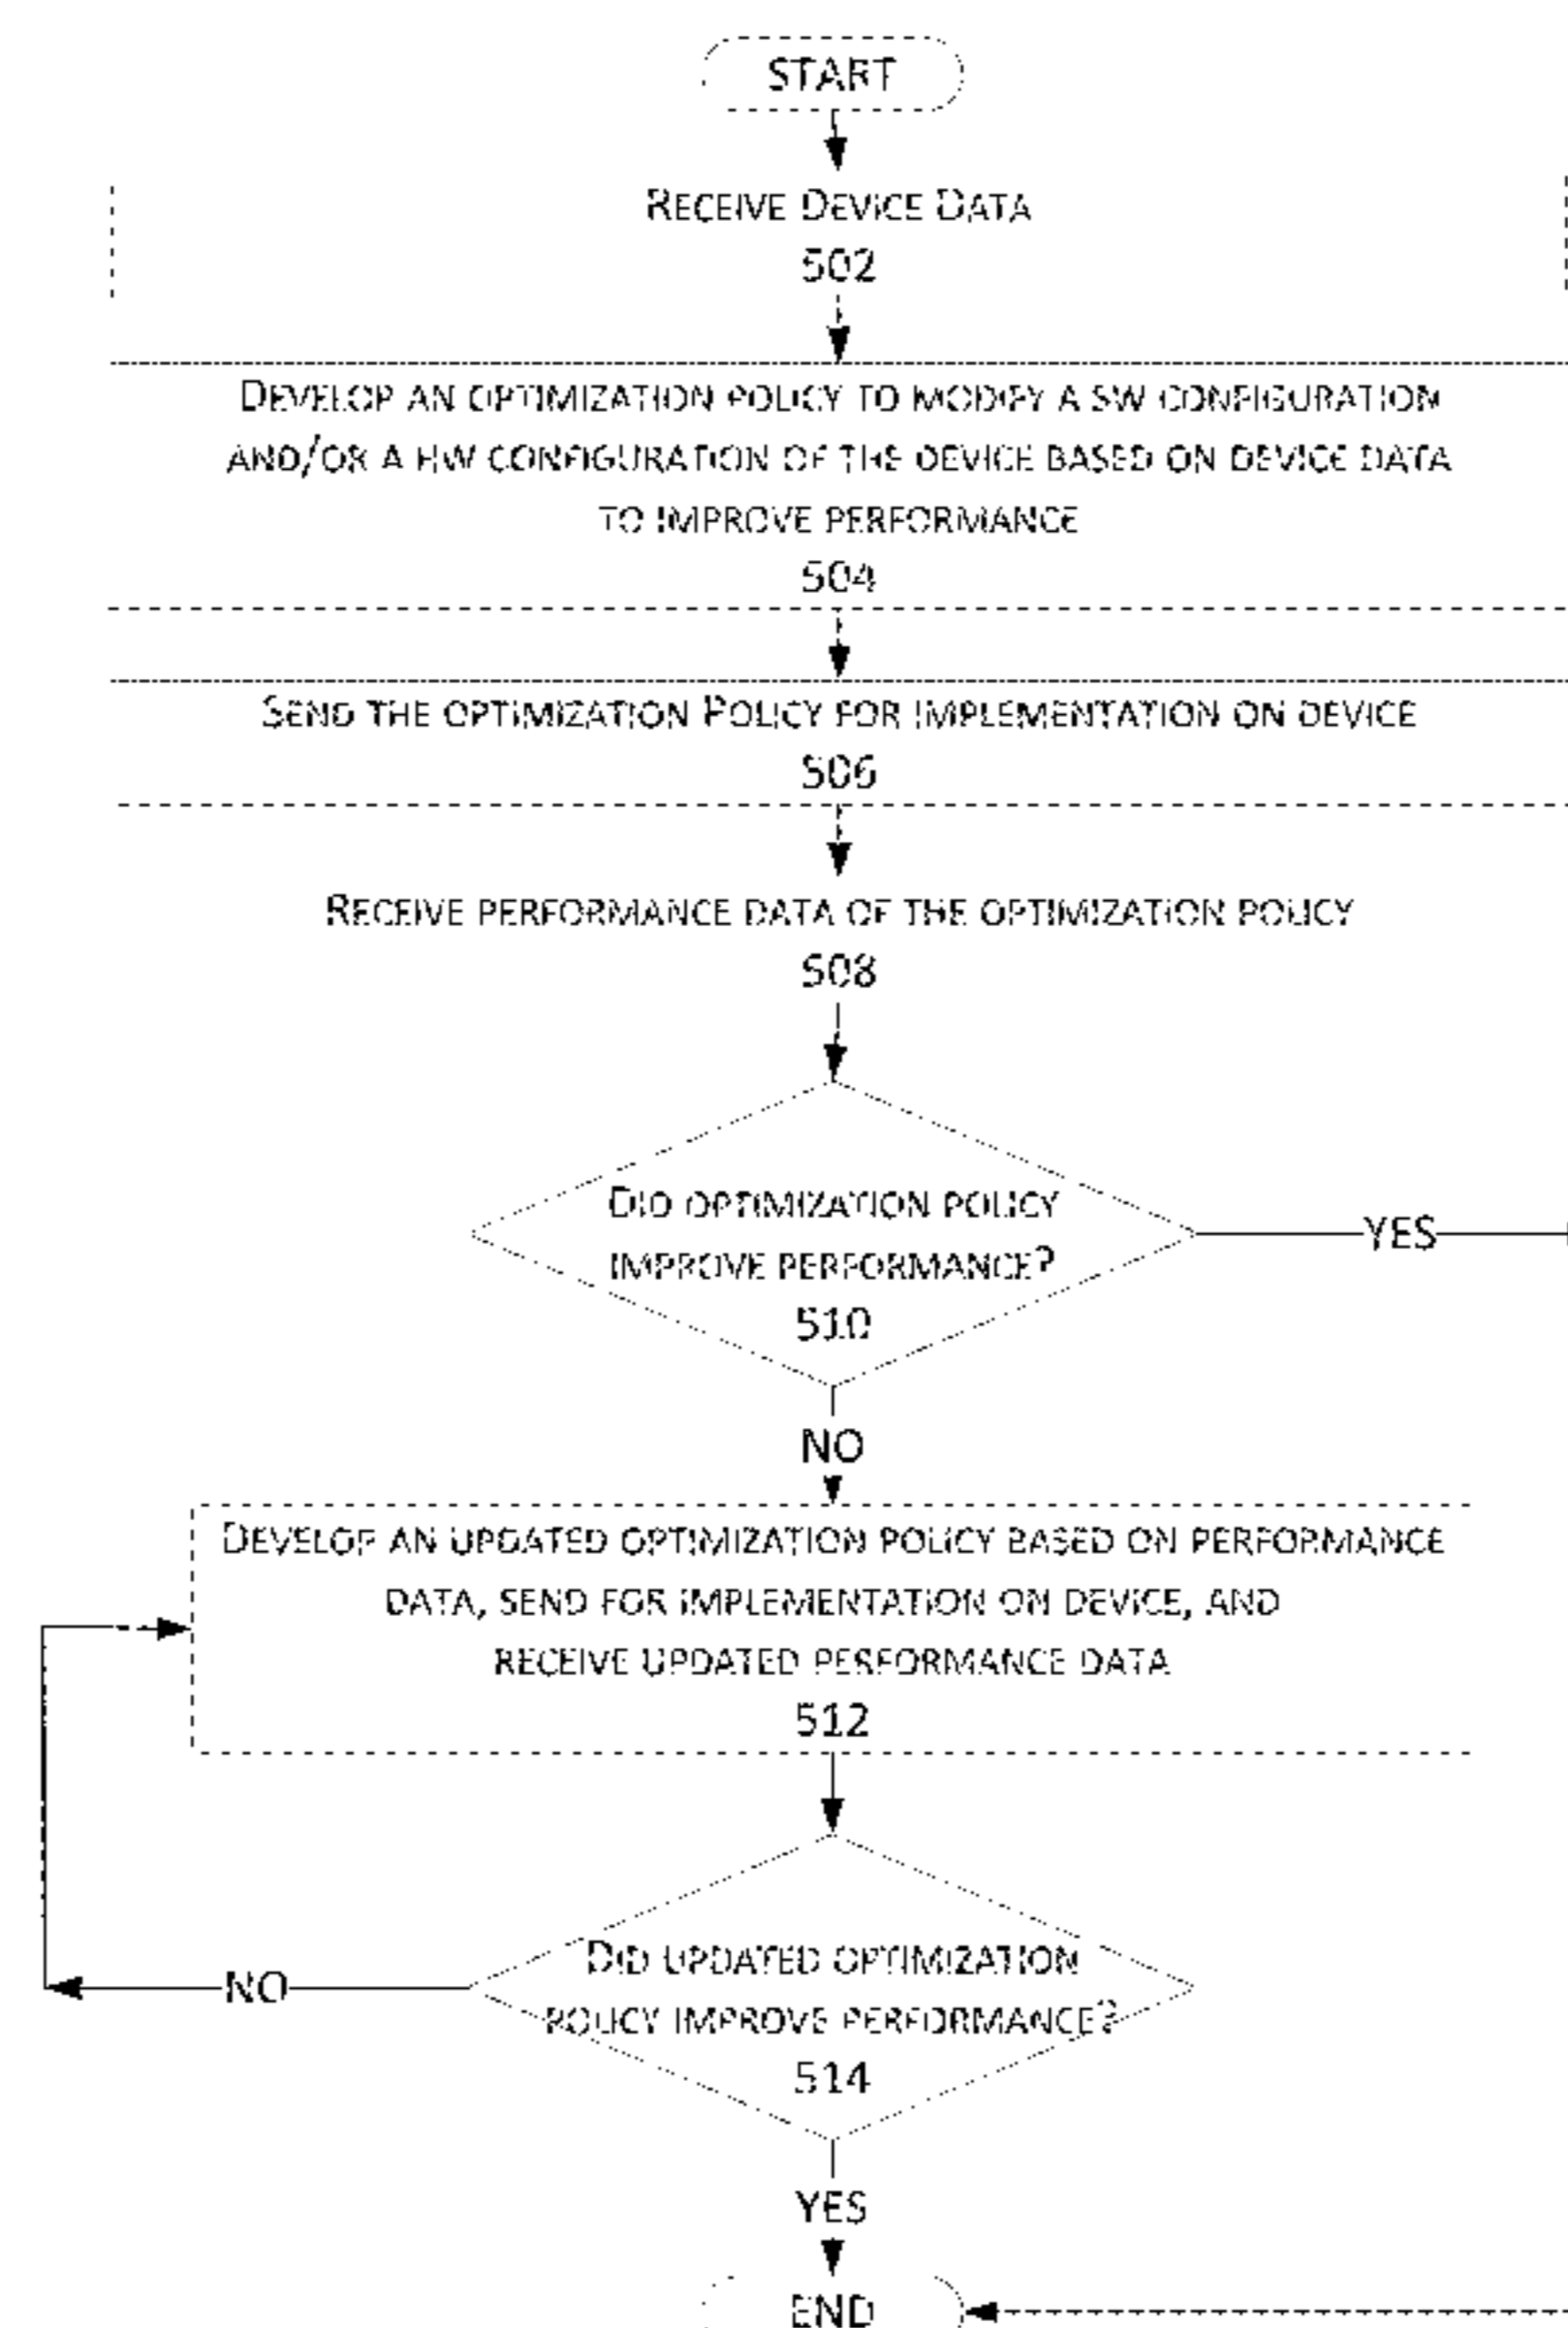 START
RECEIVE DEVICE DATA
502
DEVELOP AN OPTIMIZATION POLICY TO MODIFY A SW CONFIGURATION
AND/OR A HW CONFIGURATION OF THE DEVICE BASED ON DEVICE DATA
TO IMPROVE PERFORMANCE
504
SEND THE OPTIMIZATION POLICY FOR IMPLEMENTATION ON DEVICE
506
RECEIVE PERFORMANCE DATA OF THE OPTIMIZATION POLICY
508
DID OPTIMIZATION POLICY
IMPROVE PERFORMANCE?
510
YES
NO
DEVELOP AN UPDATED OPTIMIZATION POLICY BASED ON PERFORMANCE
DATA, SEND FOR IMPLEMENTATION ON DEVICE, AND
RECEIVE UPDATED PERFORMANCE DATA
512
DID UPDATED OPTIMIZATION
POLICY IMPROVE PERFORMANCE?
514
NO
YES
END